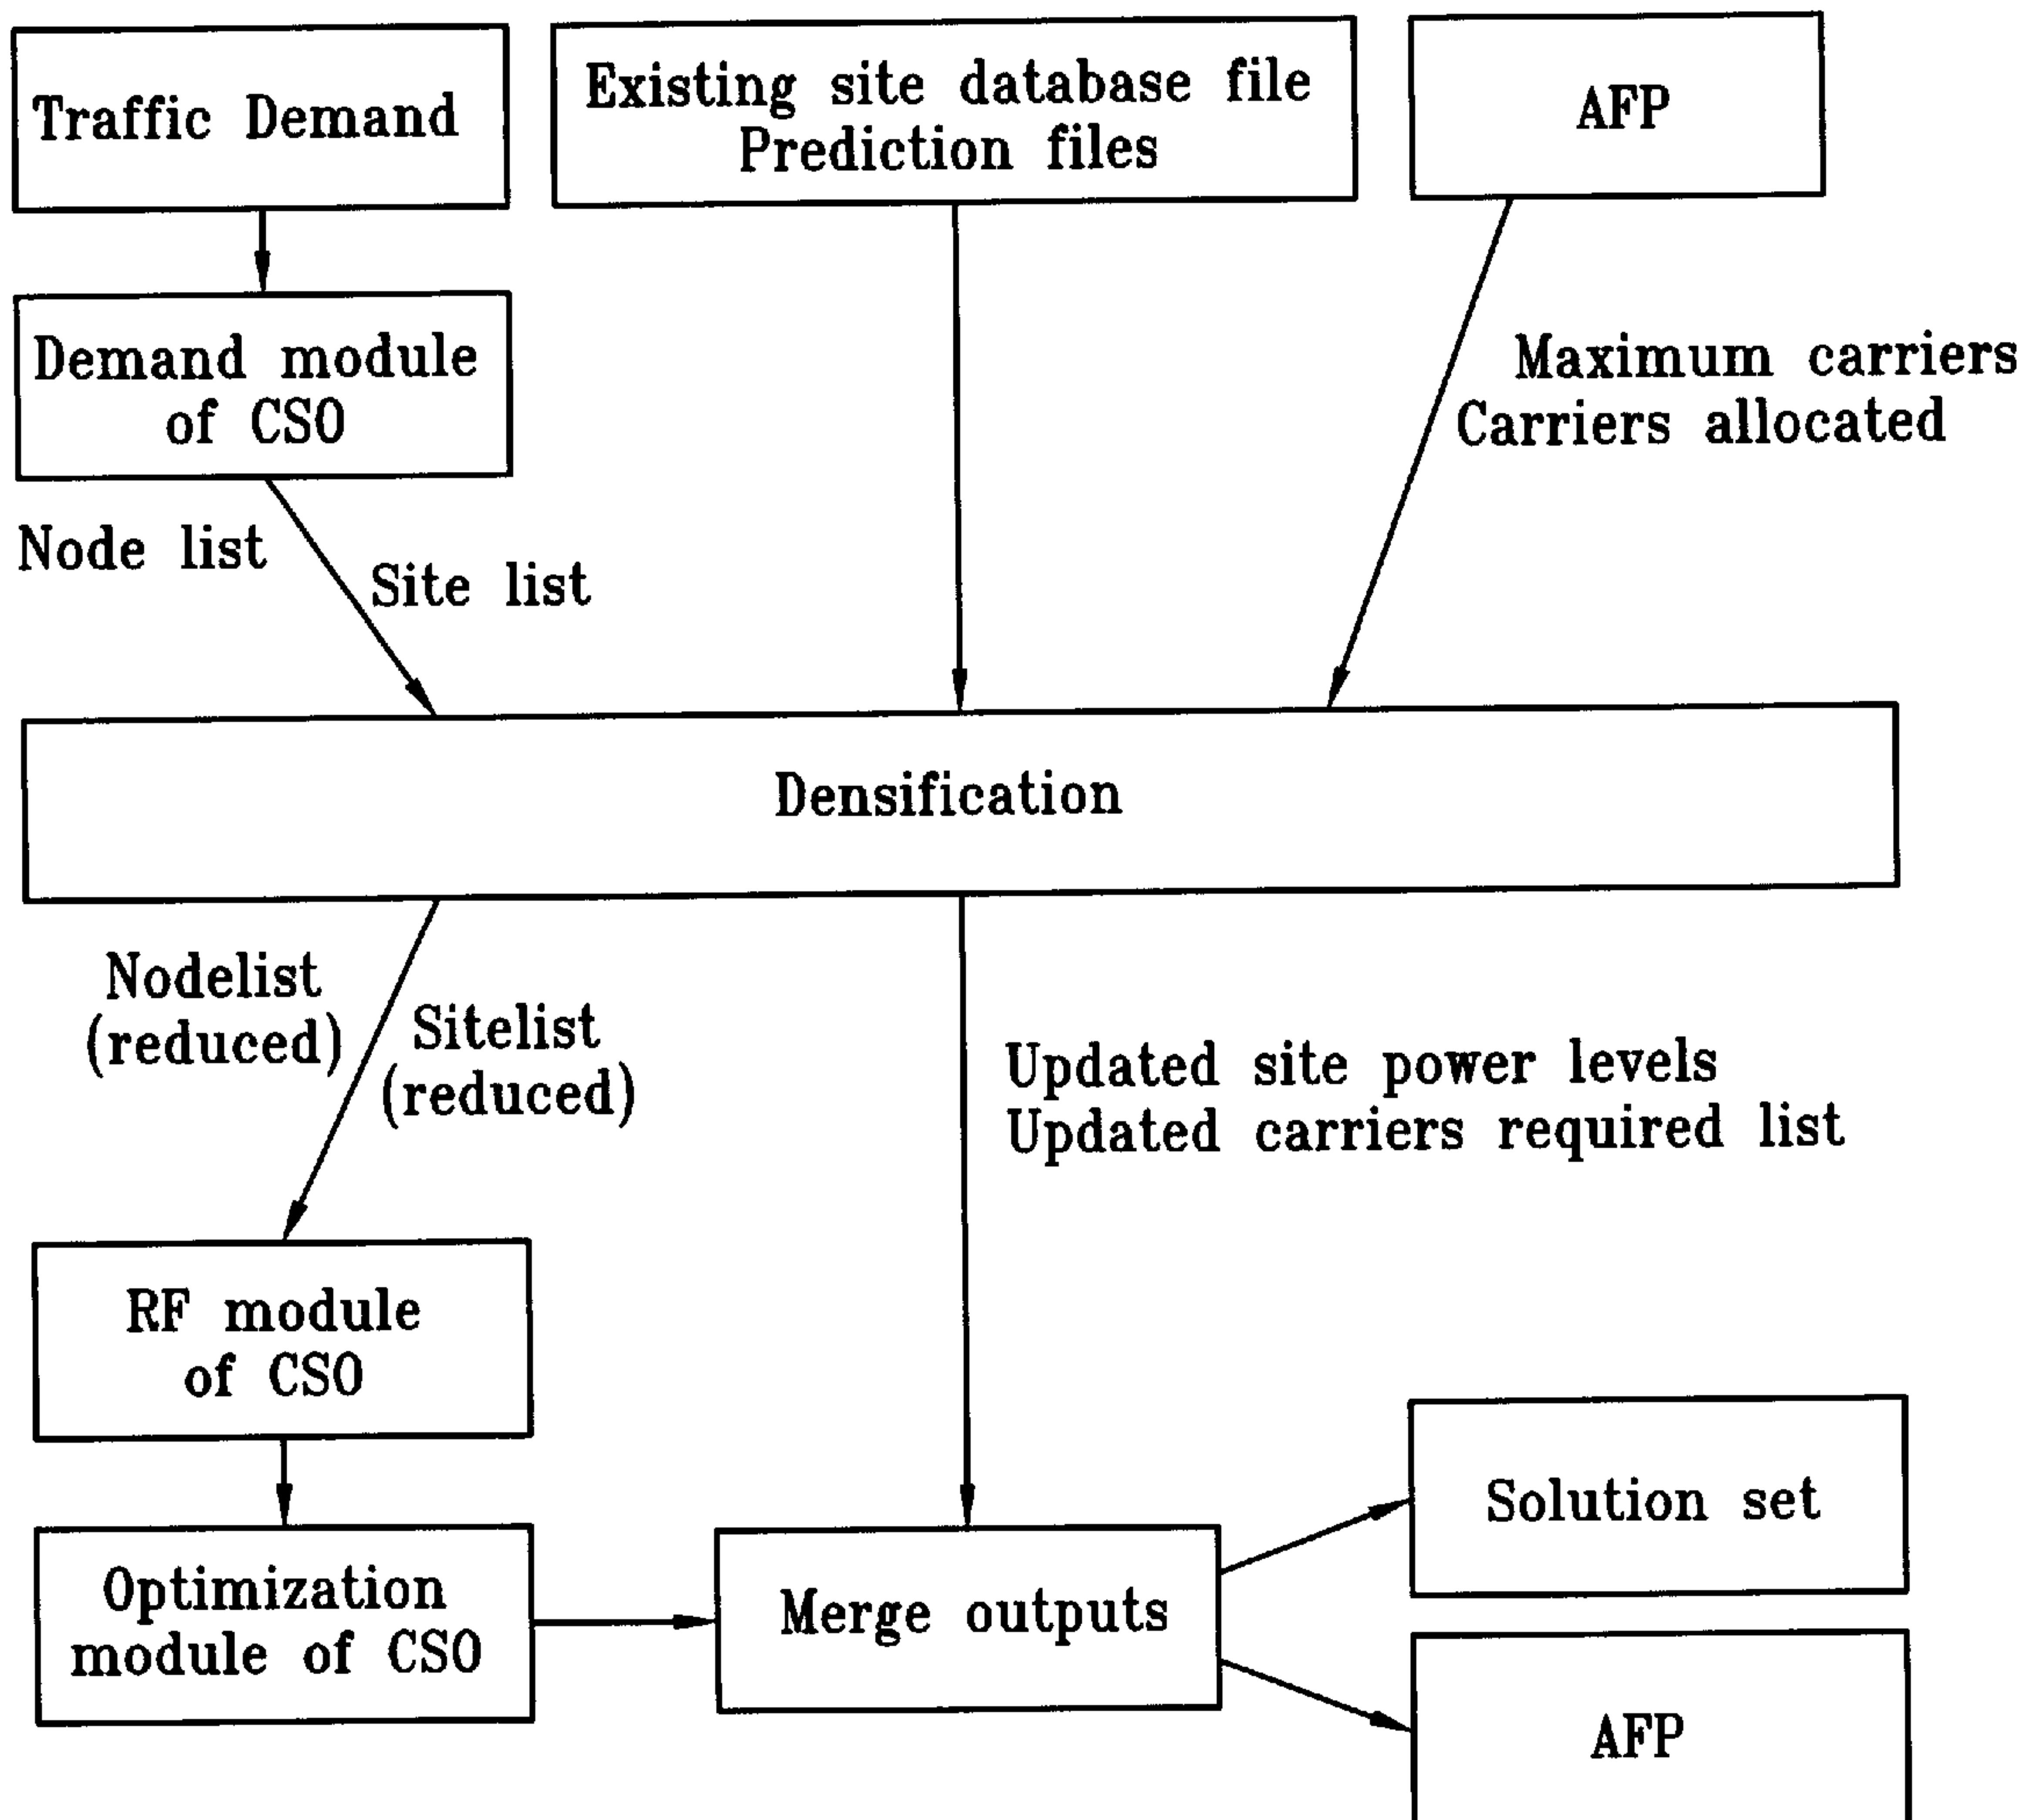 Traffic Demand
Existing site database file
Prediction files
AFP
Demand module
of CSO
Maximum carriers
Carriers allocated
Node list
Site list
Densification
Nodelist
(reduced)
Sitelist
(reduced)
Updated site power levels
Updated carriers required list
RF module
of CSO
Optimization
module of CSO
Merge outputs
Solution set
AFP